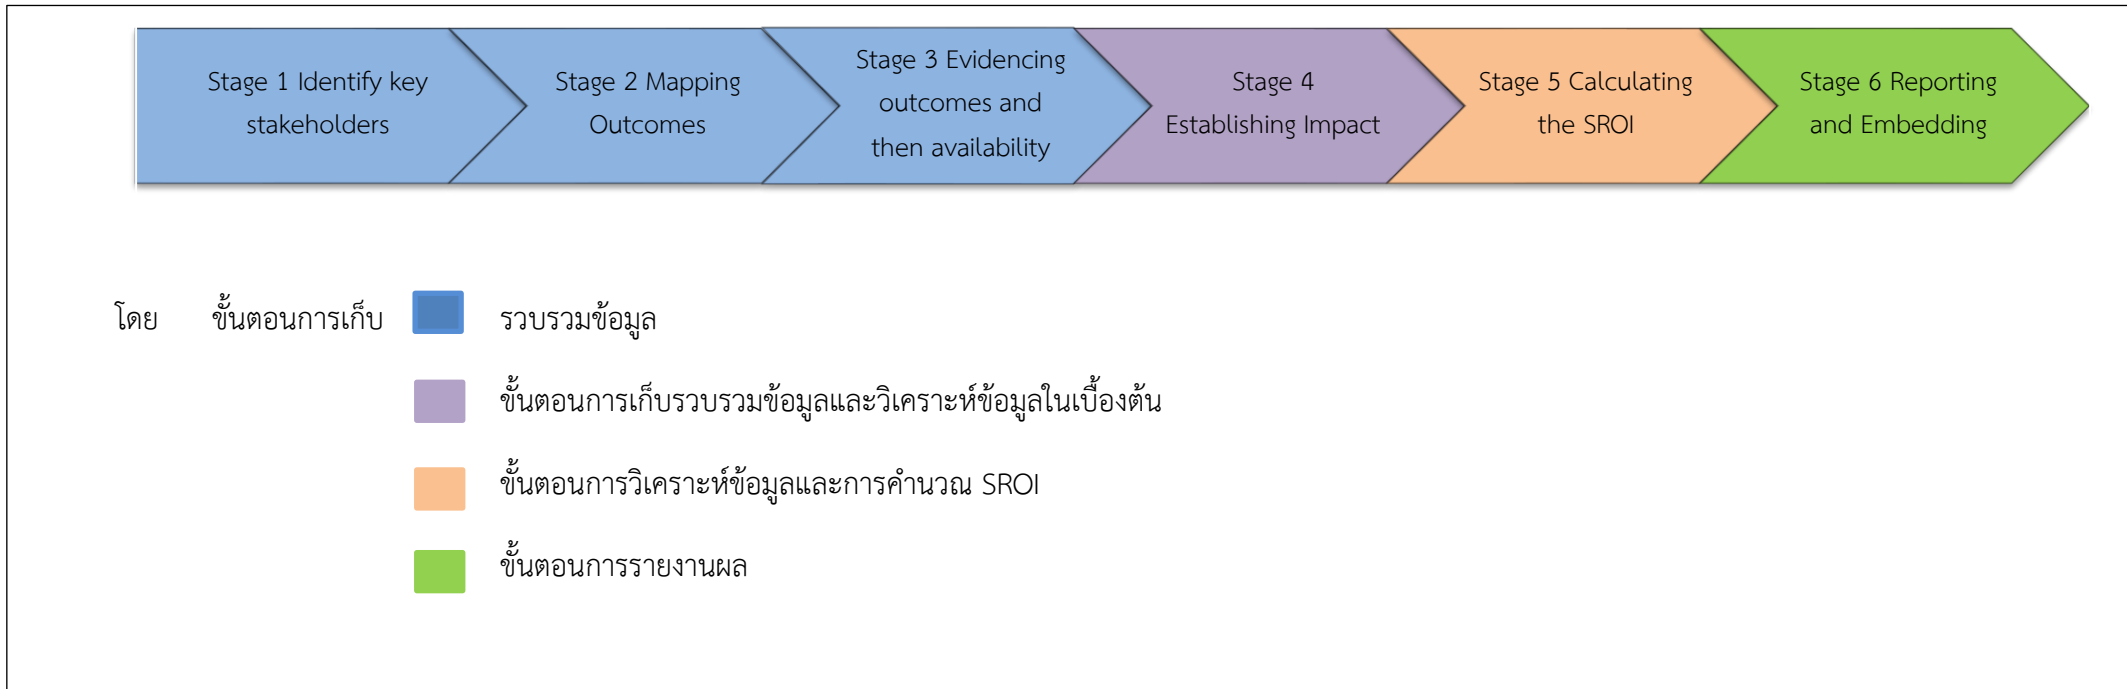 Stage 1 Identify key
stakeholders
Stage 2 Mapping
Outcomes
Stage 3 Evidencing
outcomes and
then availability
Stage 4
Establishing Impact
Stage 5 Calculating
the SROI
Stage 6 Reporting
and Embedding
โดย ขั้นตอนการเก็บ รวบรวมข้อมูล
ขั้นตอนการเก็บรวบรวมข้อมูลและวิเคราะห์ข้อมูลในเบื้องต้น
ขั้นตอนการวิเคราะห์ข้อมูลและการคำนวณ SROI
ขั้นตอนการรายงานผล